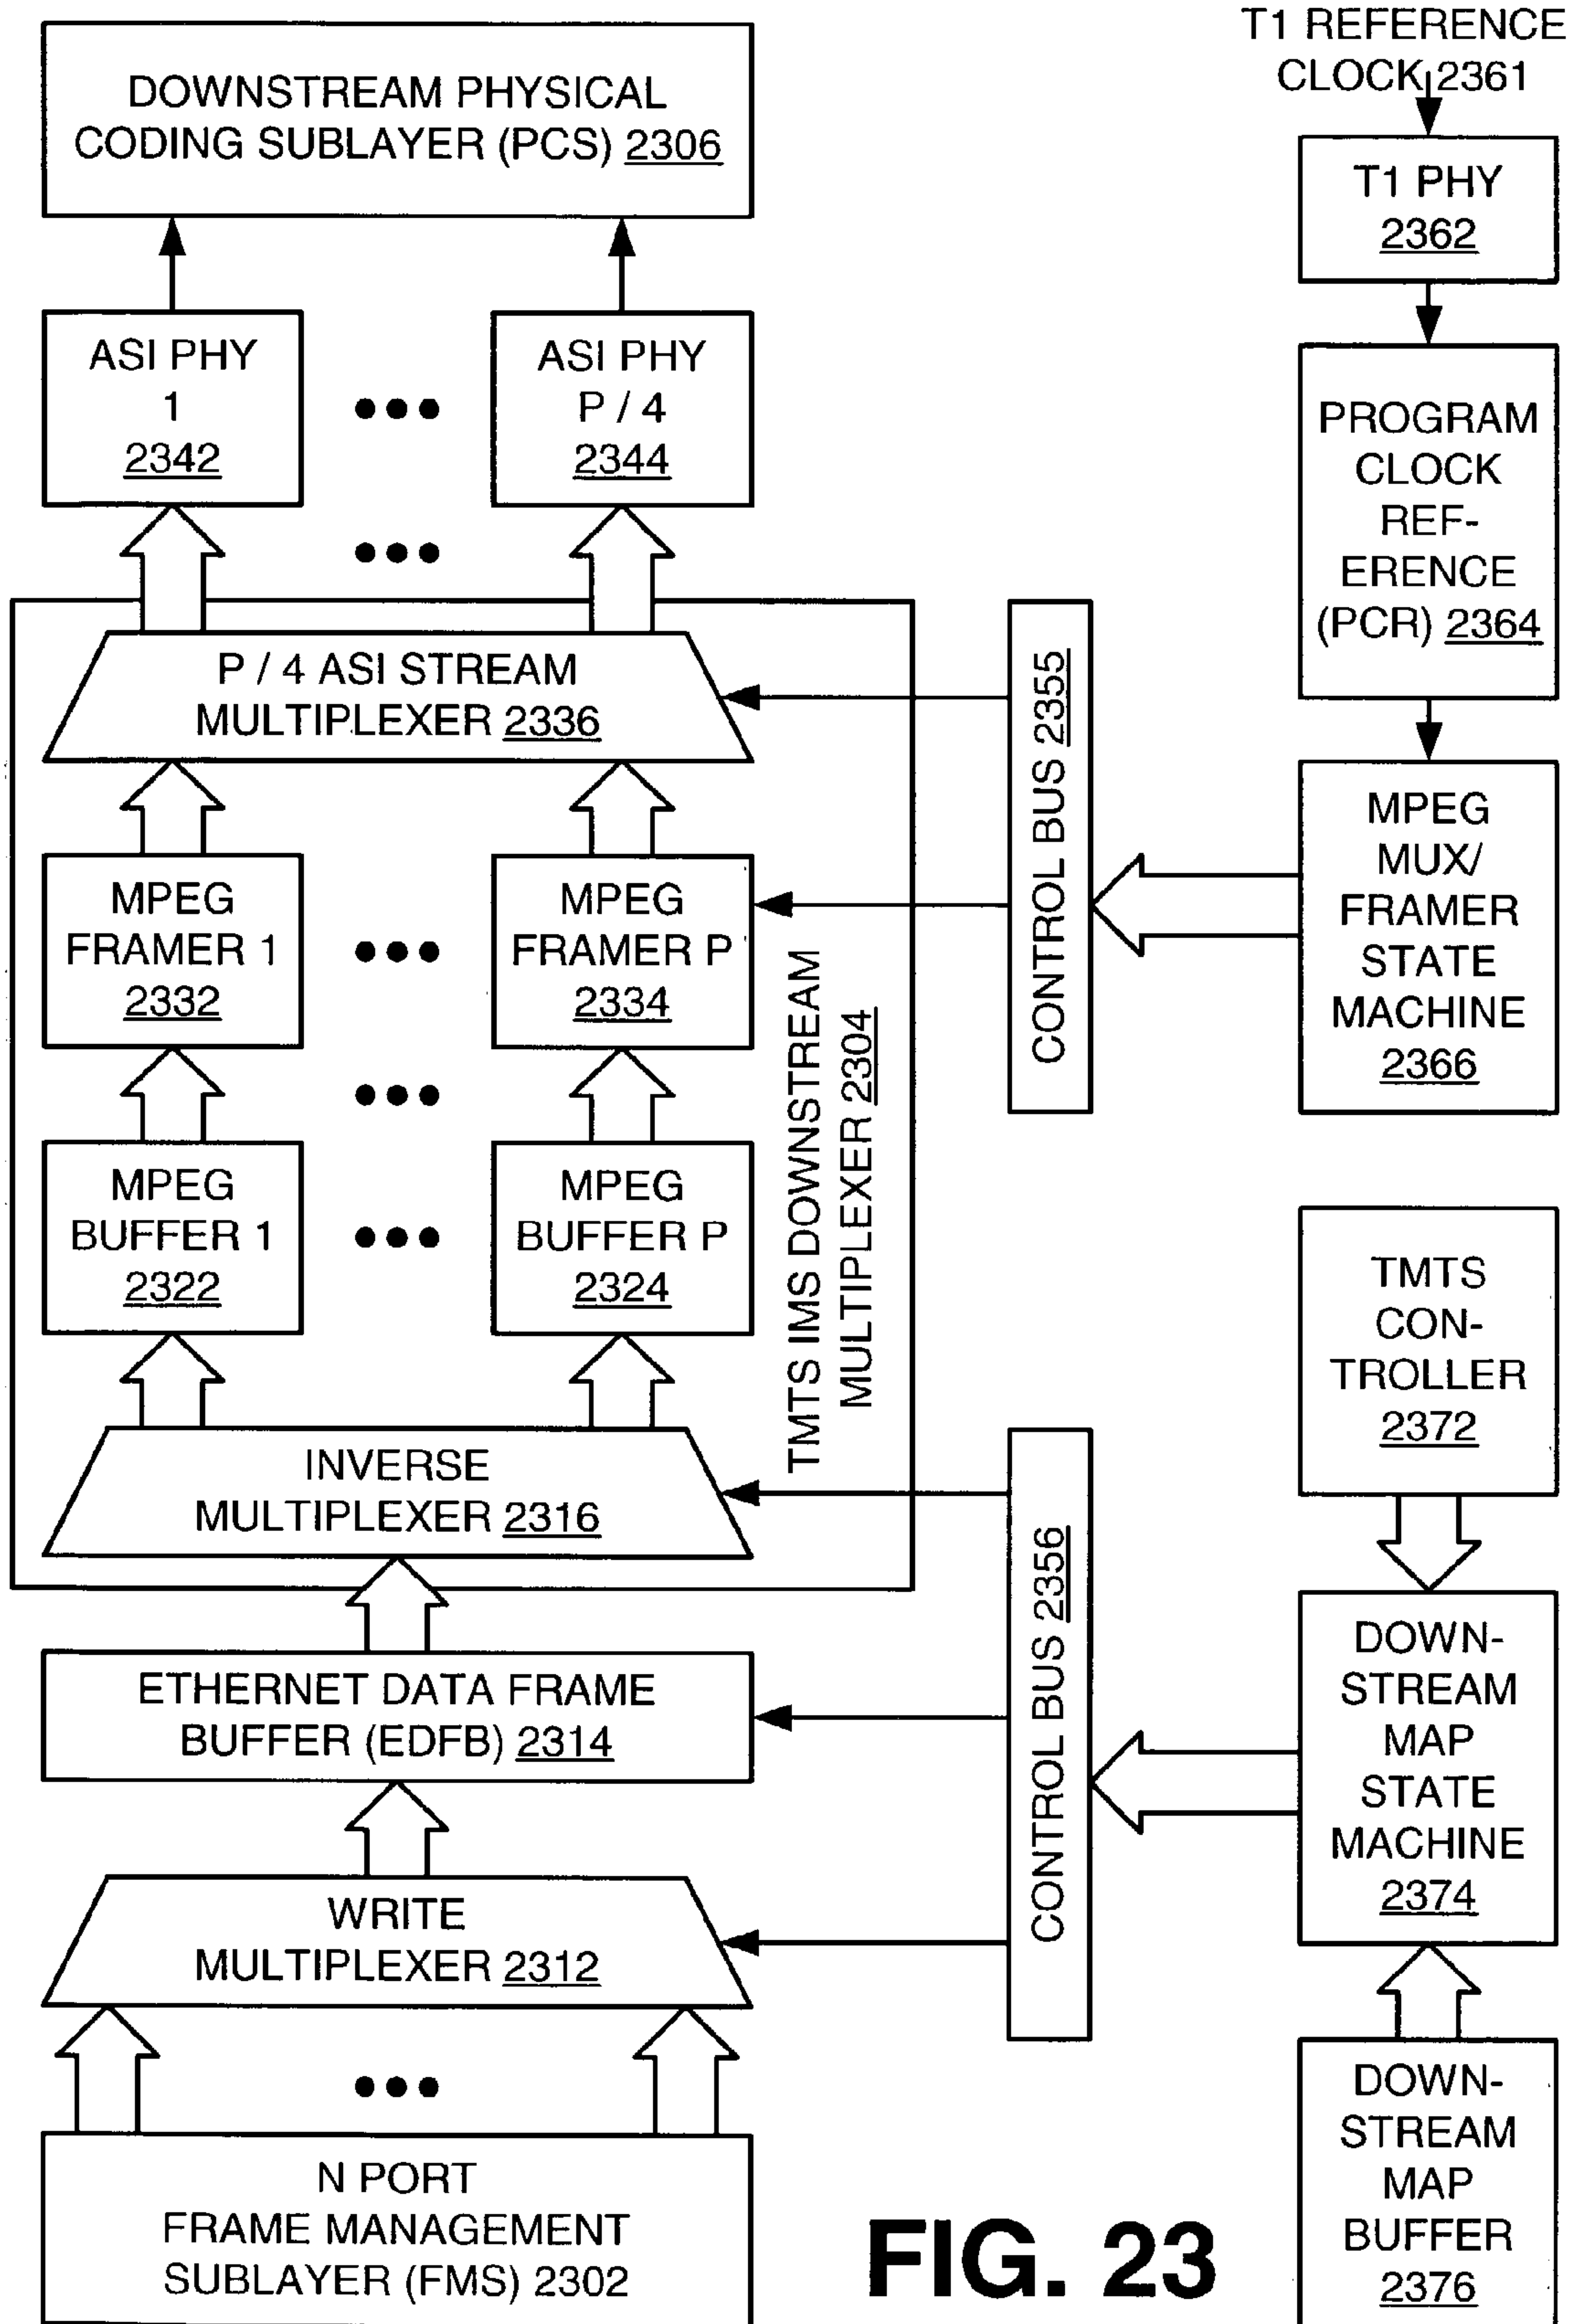 DOWNSTREAM PHYSICAL
CODING SUBLAYER (PCS) 2306
ASI PHY
1
2342
ASI PHY
P / 4
2344
P / 4 ASI STREAM
MULTIPLEXER 2336
MPEG
FRAMER 1
2332
MPEG
FRAMER P
2334
MPEG
BUFFER 1
2322
MPEG
BUFFER P
2324
TMTS IMS DOWNSTREAM
MULTIPLEXER 2304
INVERSE
MULTIPLEXER 2316
ETHERNET DATA FRAME
BUFFER (EDFB) 2314
WRITE
MULTIPLEXER 2312
N PORT
FRAME MANAGEMENT
SUBLAYER (FMS) 2302
CONTROL BUS 2355
CONTROL BUS 2356
T1 REFERENCE
CLOCK 2361
T1 PHY
2362
PROGRAM
CLOCK
REF-
ERENCE
(PCR) 2364
MPEG
MUX/
FRAMER
STATE
MACHINE
2366
TMTS
CON-
TROLLER
2372
DOWN-
STREAM
MAP
STATE
MACHINE
2374
DOWN-
STREAM
MAP
BUFFER
2376
FIG. 23